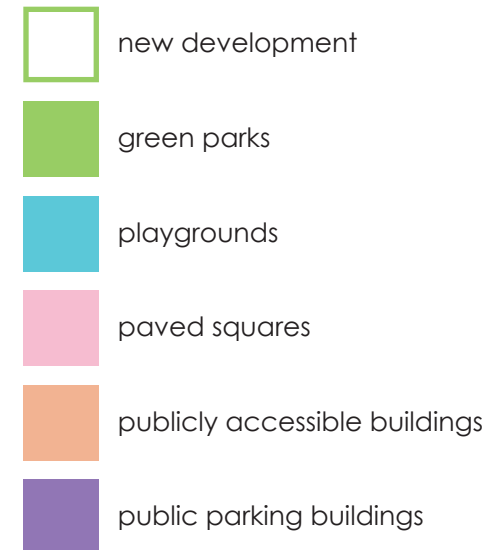 new development
green parks
playgrounds
paved squares
publicly accessible buildings
public parking buildings